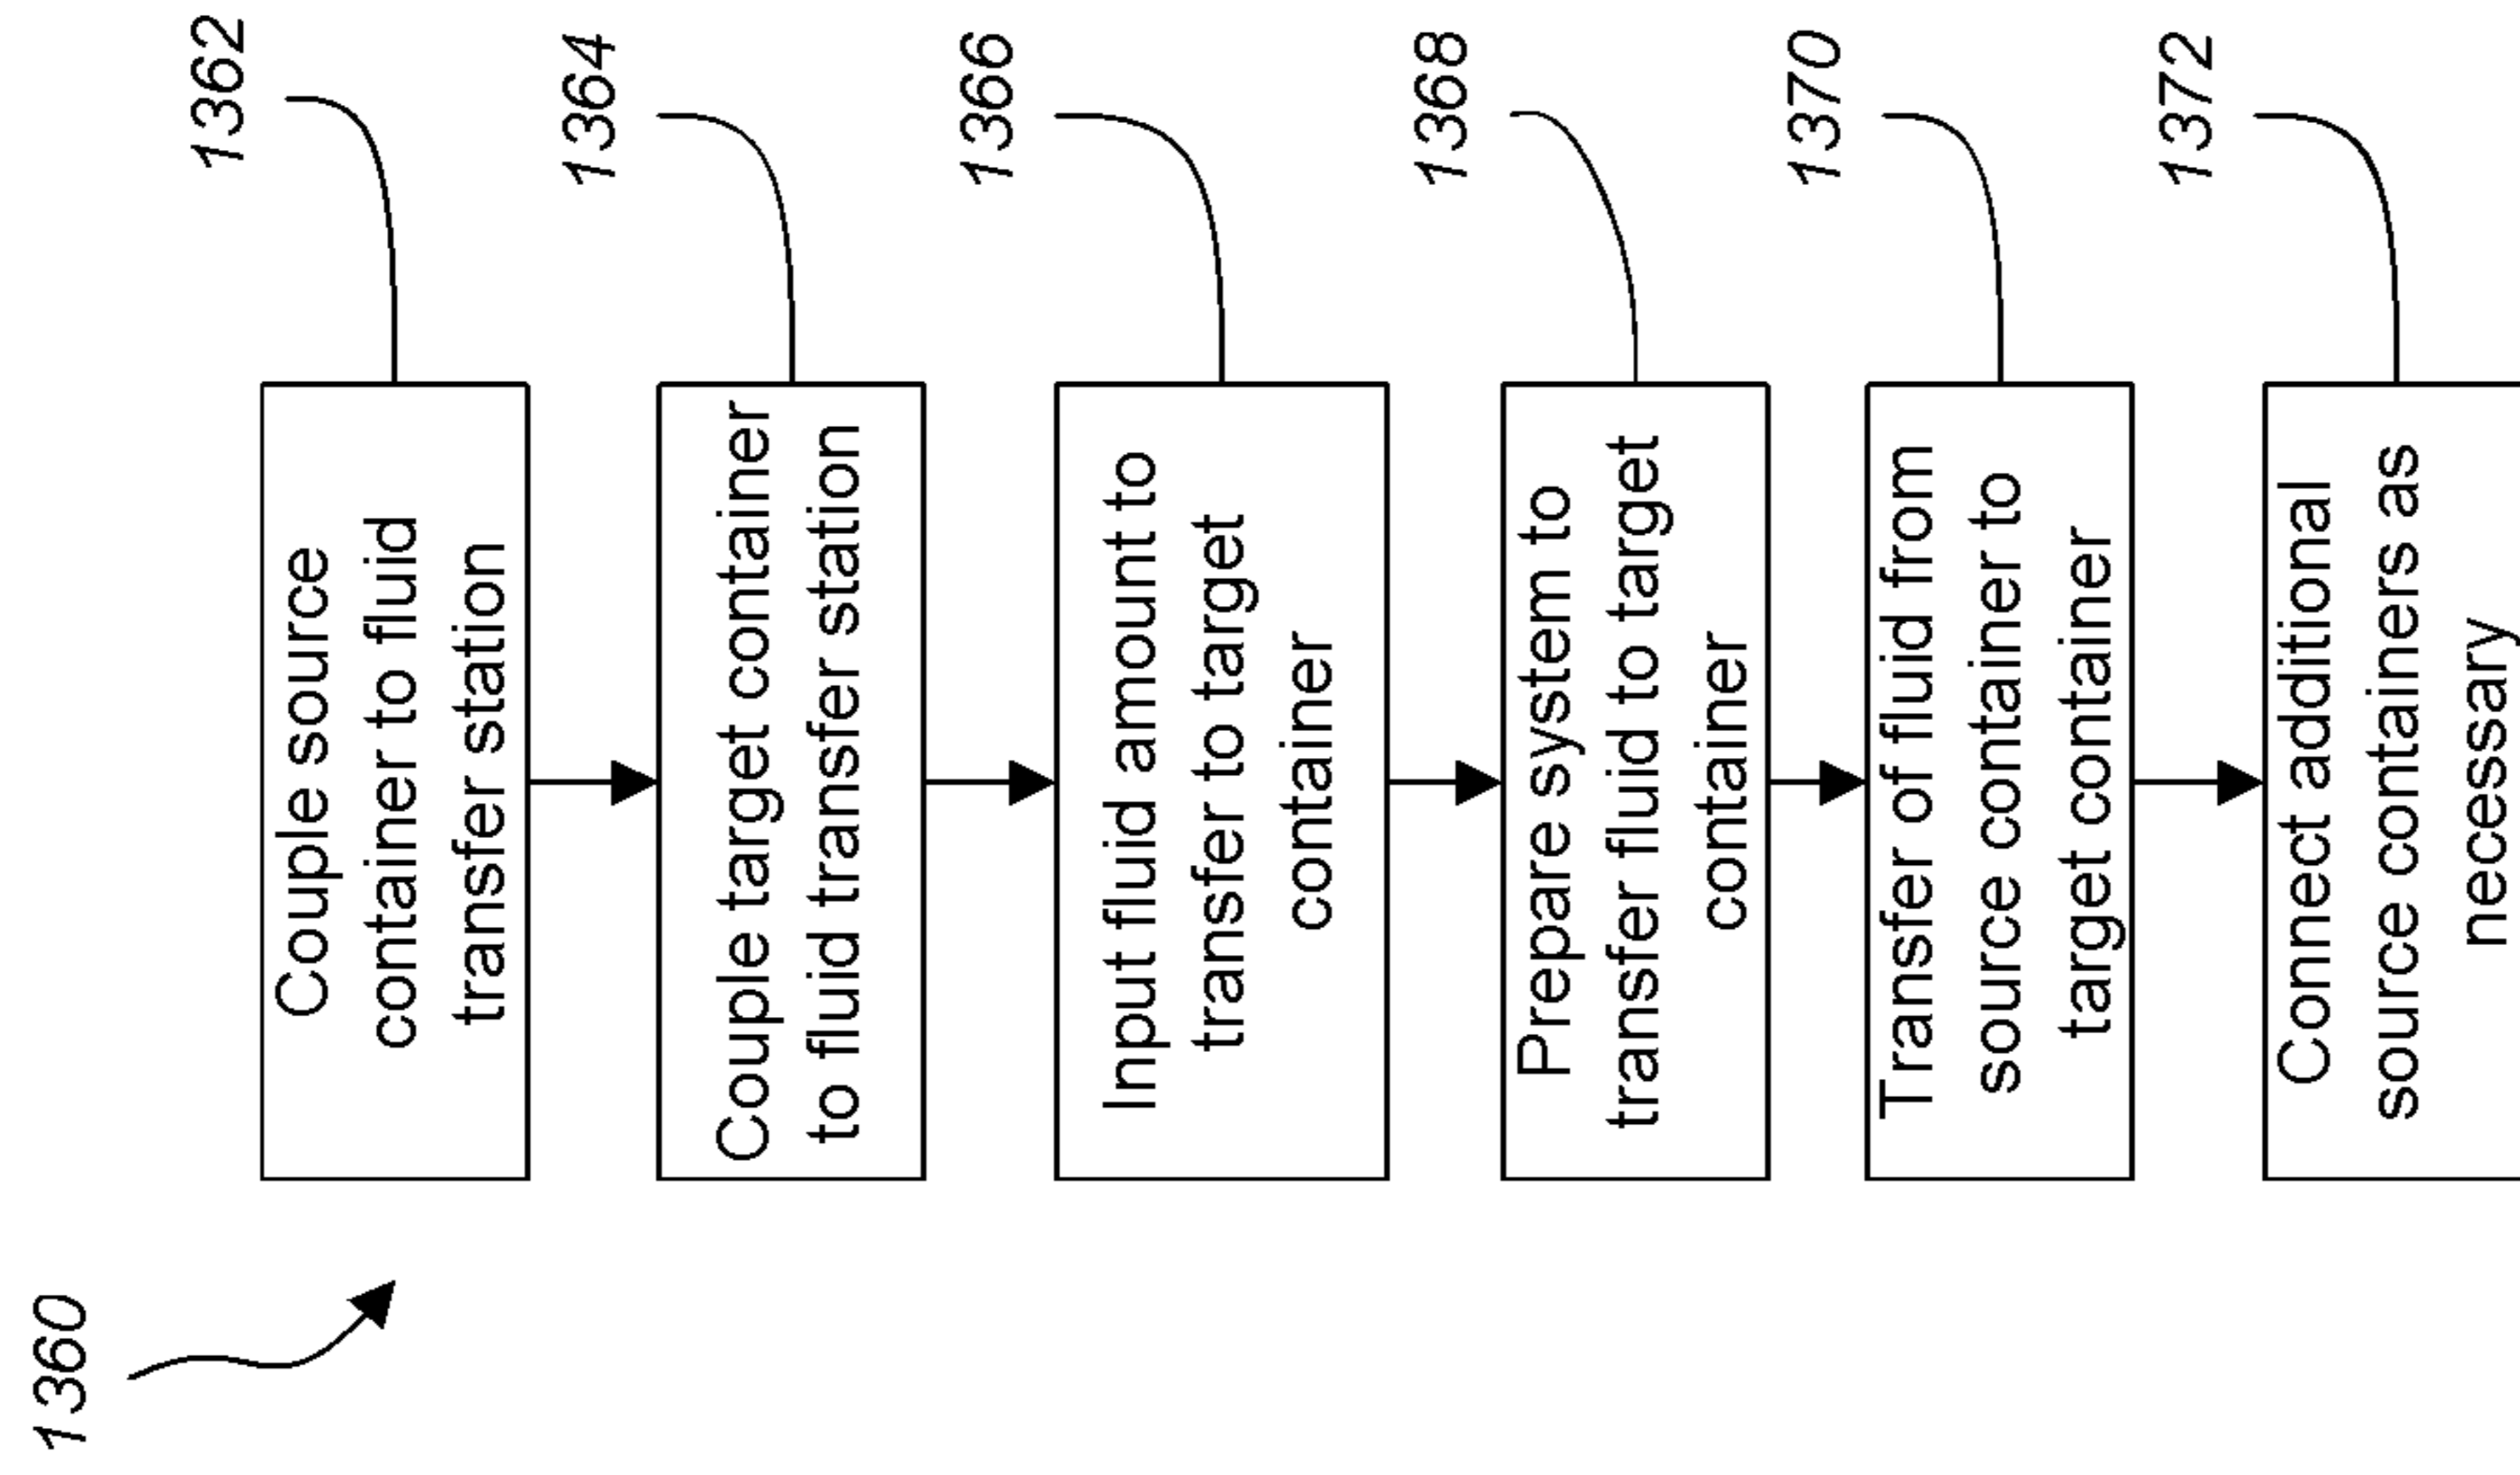 1360
1362
Couple source
container to fluid
transfer station
1364
Couple target container
to fluid transfer station
1366
Input fluid amount to
transfer to target
container
1368
Prepare system to
transfer fluid to target
container
1370
Transfer of fluid from
source container to
target container
1372
Connect additional
source containers as
necessary